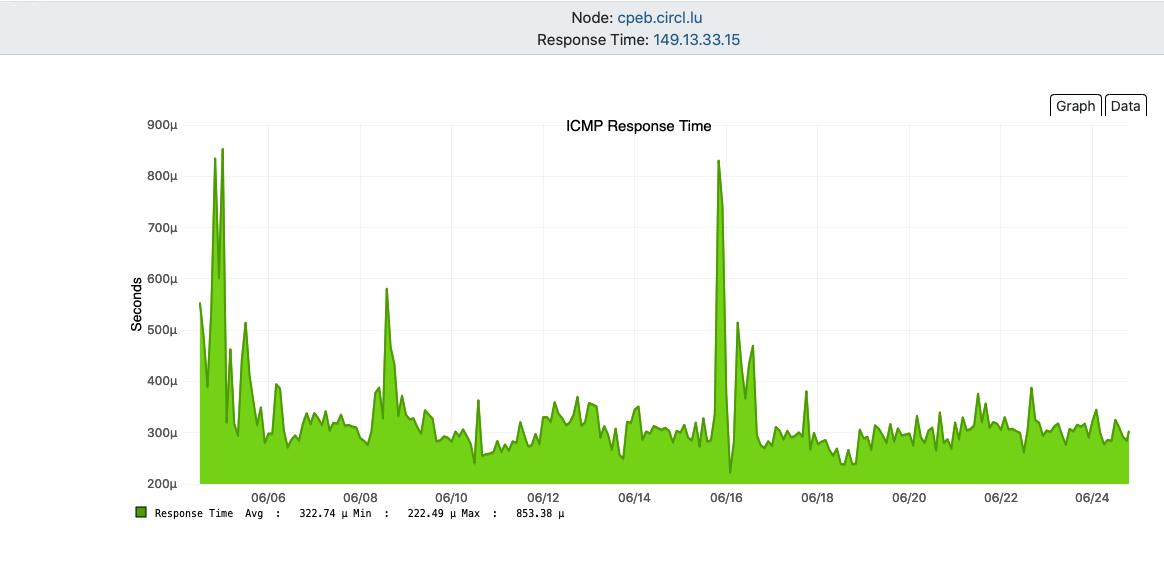 Node: cpeb.circl.lu
Response Time: 149.13.33.15
Graph Data
ICMP Response Time
900µ
800µ
700µ
600µ
500µ
400µ
300µ
200µ
Seconds
06/06 06/08 06/10 06/12 06/14 06/16 06/18 06/20 06/22 06/24
Response Time Avg : 322.74 µ Min : 222.49 µ Max : 853.38 µ